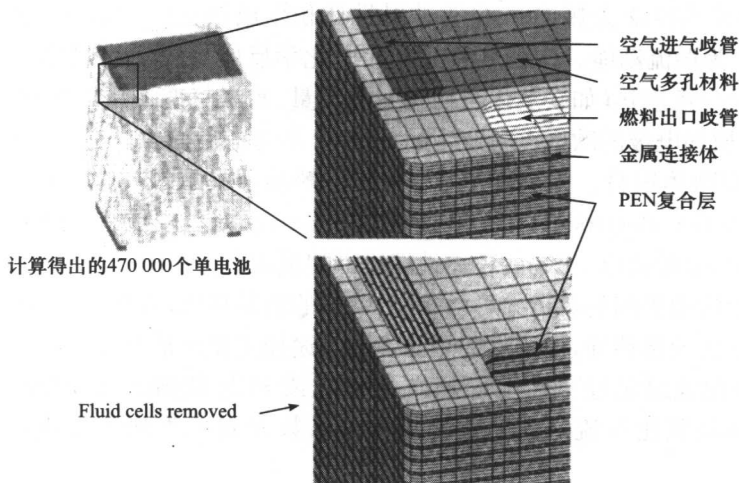 空气进气歧管
空气多孔材料
燃料出口歧管
金属连接体
PEN复合层
计算得出的470 000个单电池
Fluid cells removed